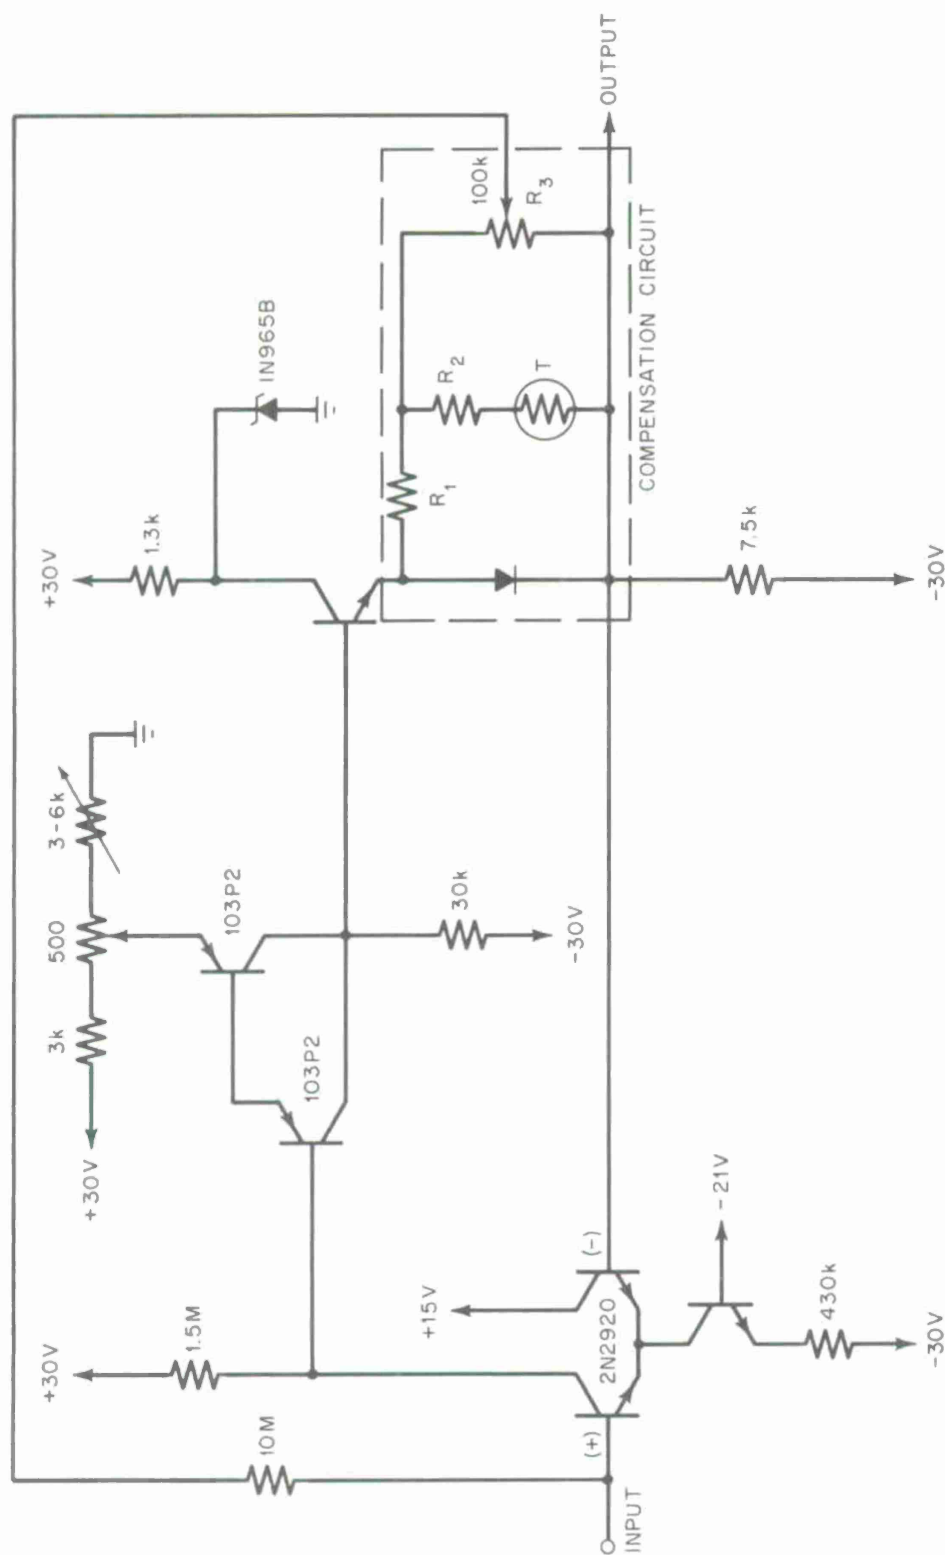 INPUT
10M
+30V
1.5M
(+)
2N2920
(-)
+15V
-21V
430k
-30V
+30V
3k
500
3-6k
103P2
103P2
30k
-30V
+30V
1.3k
IN965B
R1
R2
T
100k
R3
COMPENSATION CIRCUIT
7.5k
-30V
OUTPUT